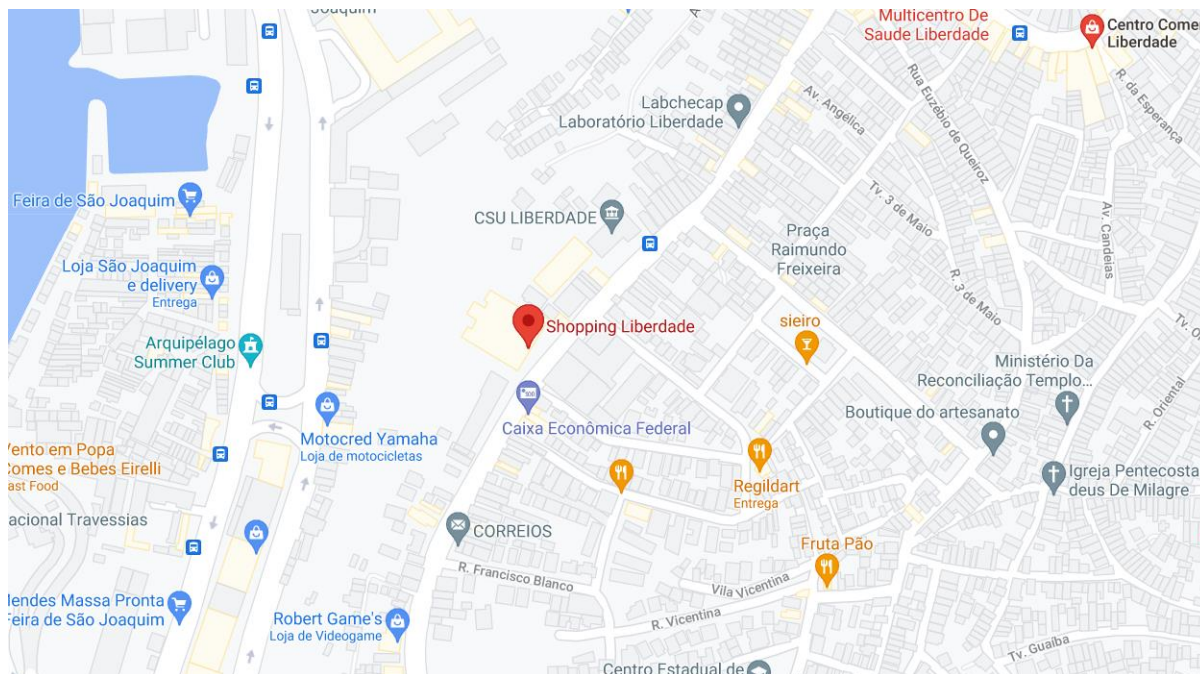 Joaquim
Multicentro De
Saude Liberdade
Centro Comer
Liberdade
Labchecap
Laboratório Liberdade
Av. Angélica
Rua Euzébio de Queiroz
R. da Esperança
Feira de São Joaquim
CSU LIBERDADE
Praça
Raimundo
Freixeira
Tv. 3 de Maio
Av. Candeias
Loja São Joaquim
e delivery
Entrega
R. 3 de Maio
Shopping Liberdade
sieiro
Arquipélago
Summer Club
Ministério Da
Reconciliação Templo...
R. Oriental
Boutique do artesanato
Caixa Econômica Federal
Motocred Yamaha
Loja de motocicletas
Vento em Popa
Comes e Bebes Eirelli
ast Food
Regildart
Entrega
Igreja Pentecosta
deus De Milagre
acional Travessias
CORREIOS
Fruta Pão
R. Francisco Blanco
Vila Vicentina
R. Vicentina
Mendes Massa Pronta
Feira de São Joaquim
Robert Game's
Loja de Videogame
Tv. Guaíba
Centro Estadual de